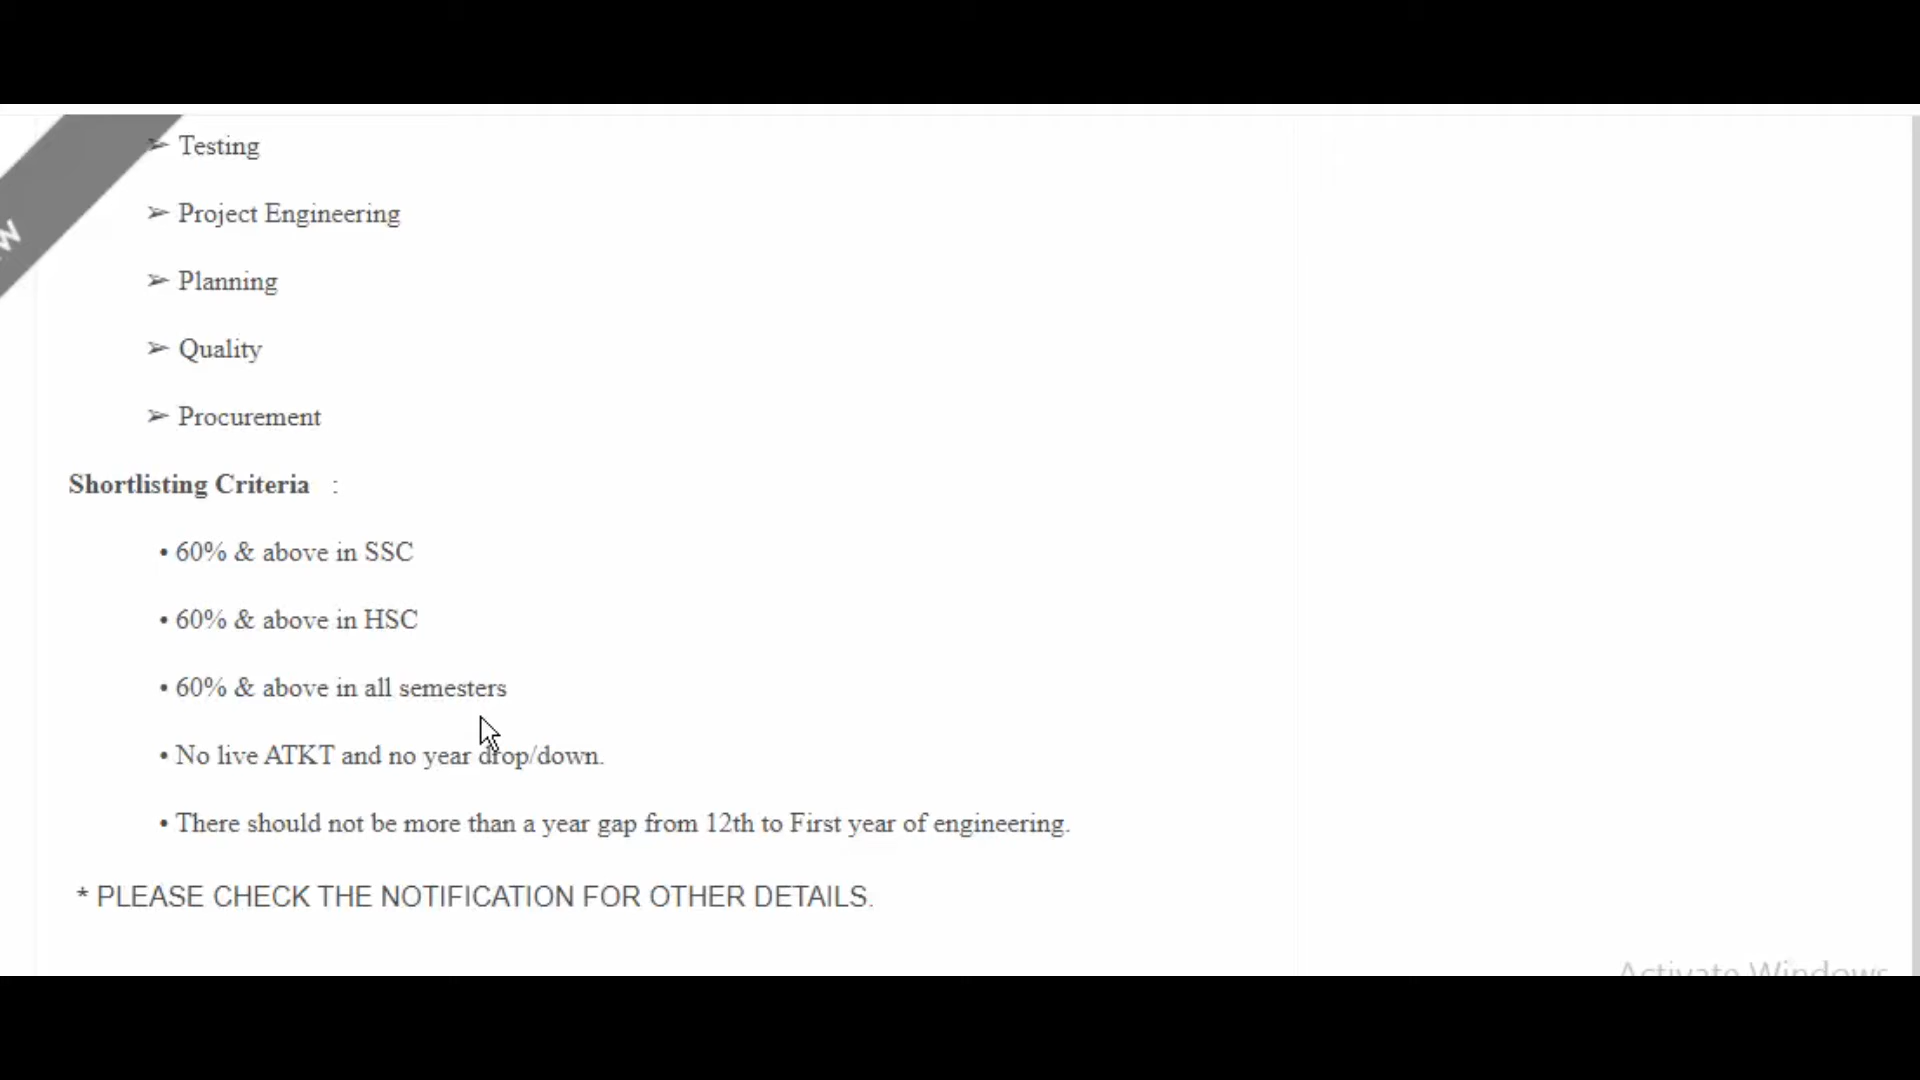 ➢ Testing
➢ Project Engineering
➢ Planning
➢ Quality
➢ Procurement
Shortlisting Criteria :
• 60% & above in SSC
• 60% & above in HSC
• 60% & above in all semesters
• No live ATKT and no year drop/down.
• There should not be more than a year gap from 12th to First year of engineering.
* PLEASE CHECK THE NOTIFICATION FOR OTHER DETAILS.
Activate Windows